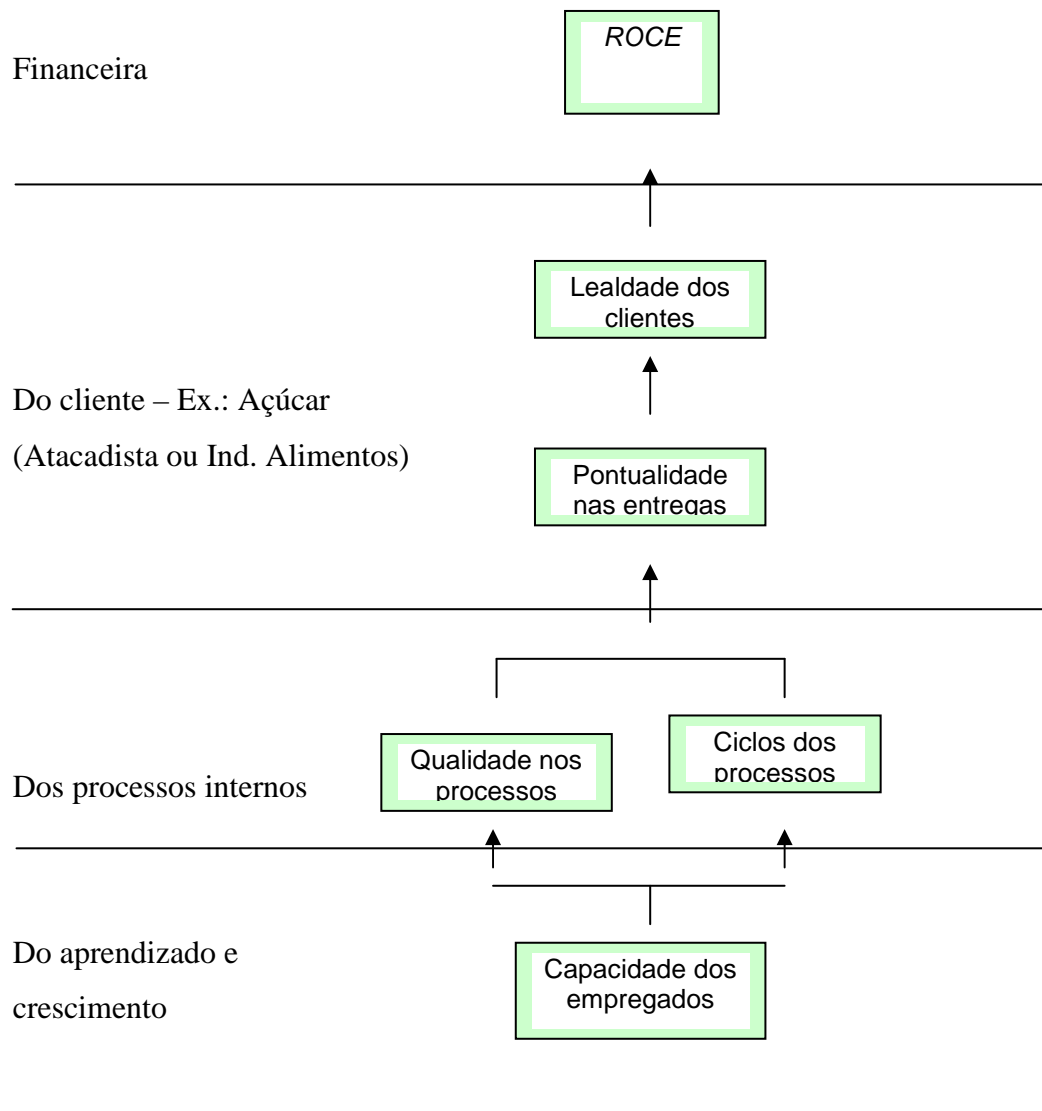 ROCE
Financeira
Lealdade dos
clientes
Do cliente – Ex.: Açúcar
(Atacadista ou Ind. Alimentos)
Pontualidade
nas entregas
Qualidade nos
processos
Ciclos dos
processos
Dos processos internos
Do aprendizado e
crescimento
Capacidade dos
empregados